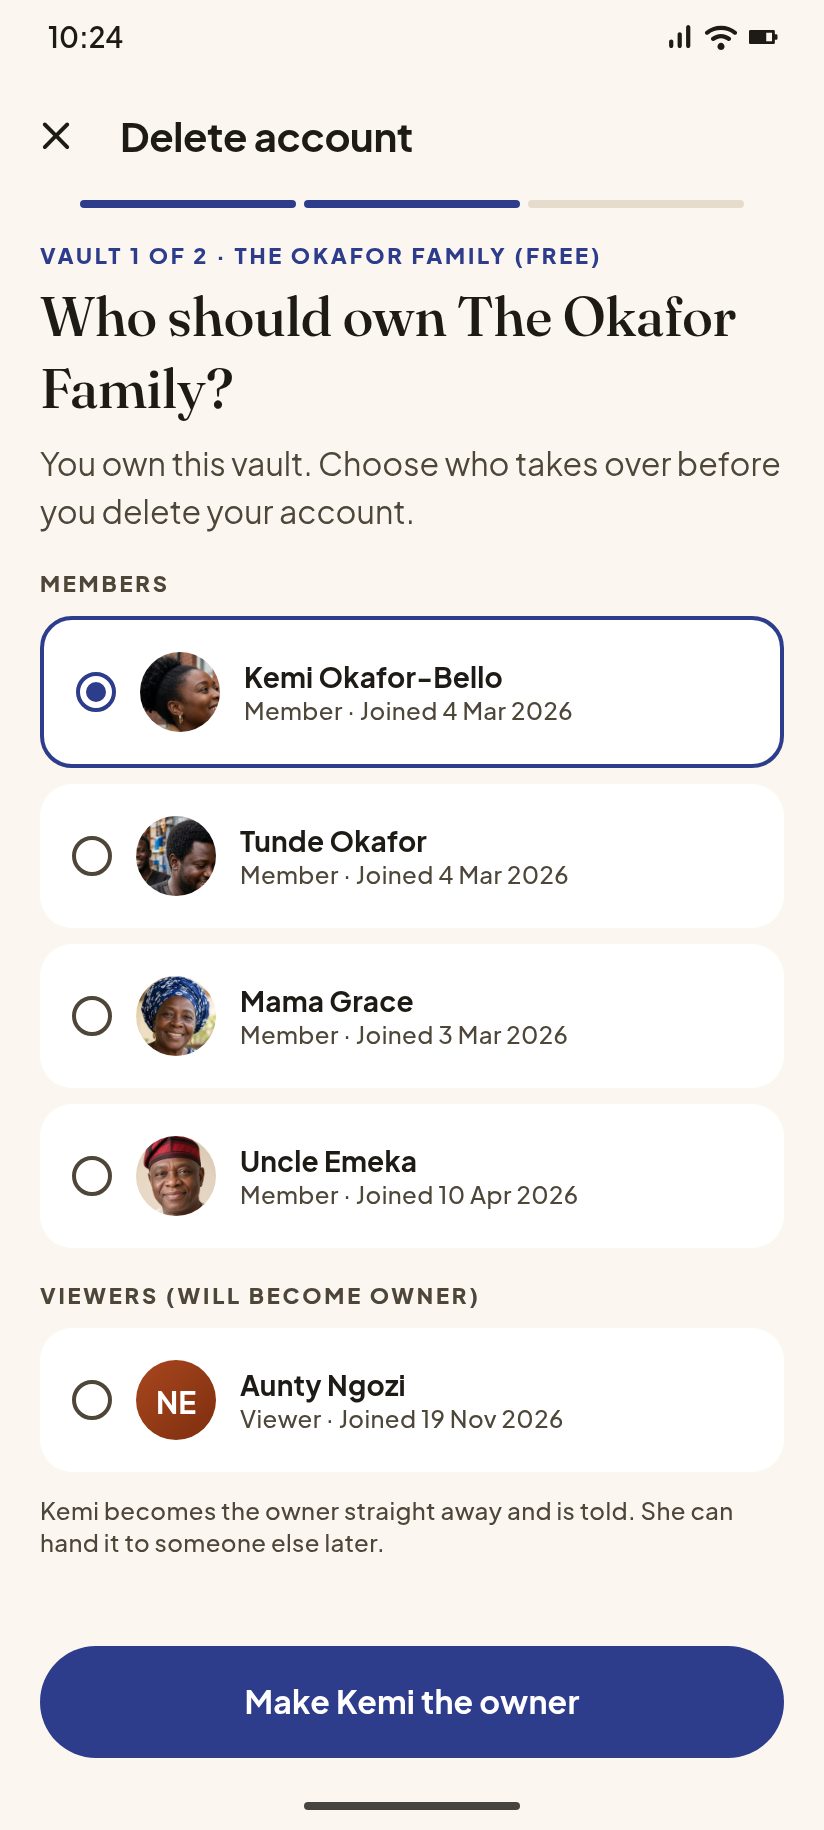 10:24
Delete account
VAULT 1 OF 2 · THE OKAFOR FAMILY (FREE)
Who should own The Okafor
Family?
You own this vault. Choose who takes over before
you delete your account.
MEMBERS
Kemi Okafor-Bello
Member · Joined 4 Mar 2026
Tunde Okafor
Member · Joined 4 Mar 2026
Mama Grace
Member · Joined 3 Mar 2026
Uncle Emeka
Member · Joined 10 Apr 2026
VIEWERS (WILL BECOME OWNER)
NE
Aunty Ngozi
Viewer · Joined 19 Nov 2026
Kemi becomes the owner straight away and is told. She can
hand it to someone else later.
Make Kemi the owner